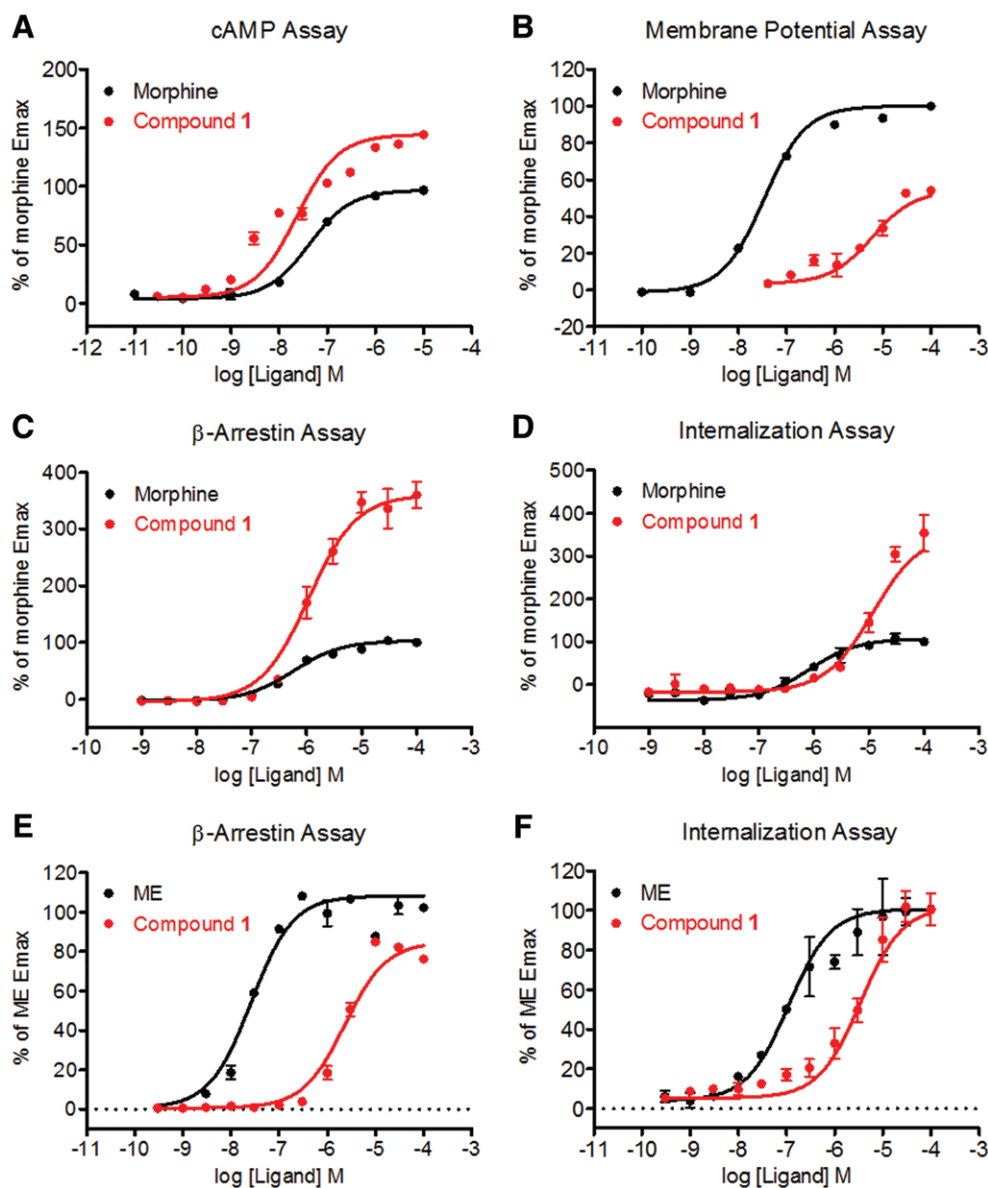 A
cAMP Assay
% of morphine Emax
200
150
100
50
0
Morphine
Compound 1
-12 -11 -10 -9 -8 -7 -6 -5 -4
log [Ligand] M
B
Membrane Potential Assay
% of morphine Emax
120
100
80
60
40
20
0
-20
Morphine
Compound 1
-11 -10 -9 -8 -7 -6 -5 -4 -3
log [Ligand] M
C
β-Arrestin Assay
% of morphine Emax
400
300
200
100
0
Morphine
Compound 1
-10 -9 -8 -7 -6 -5 -4 -3
log [Ligand] M
D
Internalization Assay
% of morphine Emax
500
400
300
200
100
0
Morphine
Compound 1
-10 -9 -8 -7 -6 -5 -4 -3
log [Ligand] M
E
β-Arrestin Assay
% of ME Emax
120
100
80
60
40
20
0
ME
Compound 1
-11 -10 -9 -8 -7 -6 -5 -4 -3
log [Ligand] M
F
Internalization Assay
% of ME Emax
120
100
80
60
40
20
0
ME
Compound 1
-11 -10 -9 -8 -7 -6 -5 -4 -3
log [Ligand] M